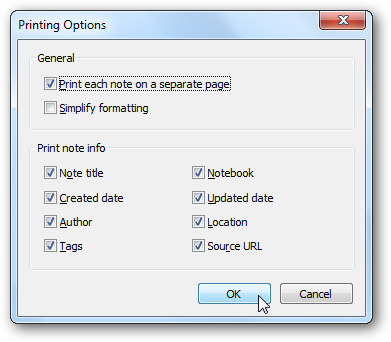 Printing Options
General
Print each note on a separate page
Simplify formatting
Print note info
Note title Notebook
Created date Updated date
Author Location
Tags Source URL
OK Cancel